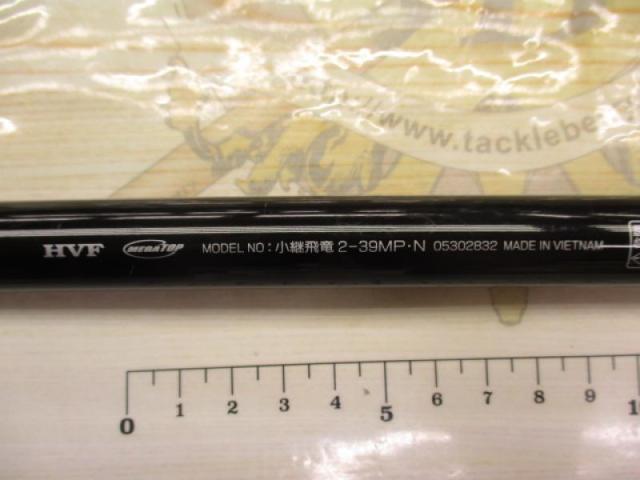 http://www.tacklebe
HVF MEGATOP MODEL NO : 小継飛竜 2-39MP·N 05302832 MADE IN VIETNAM
0 1 2 3 4 5 6 7 8 9